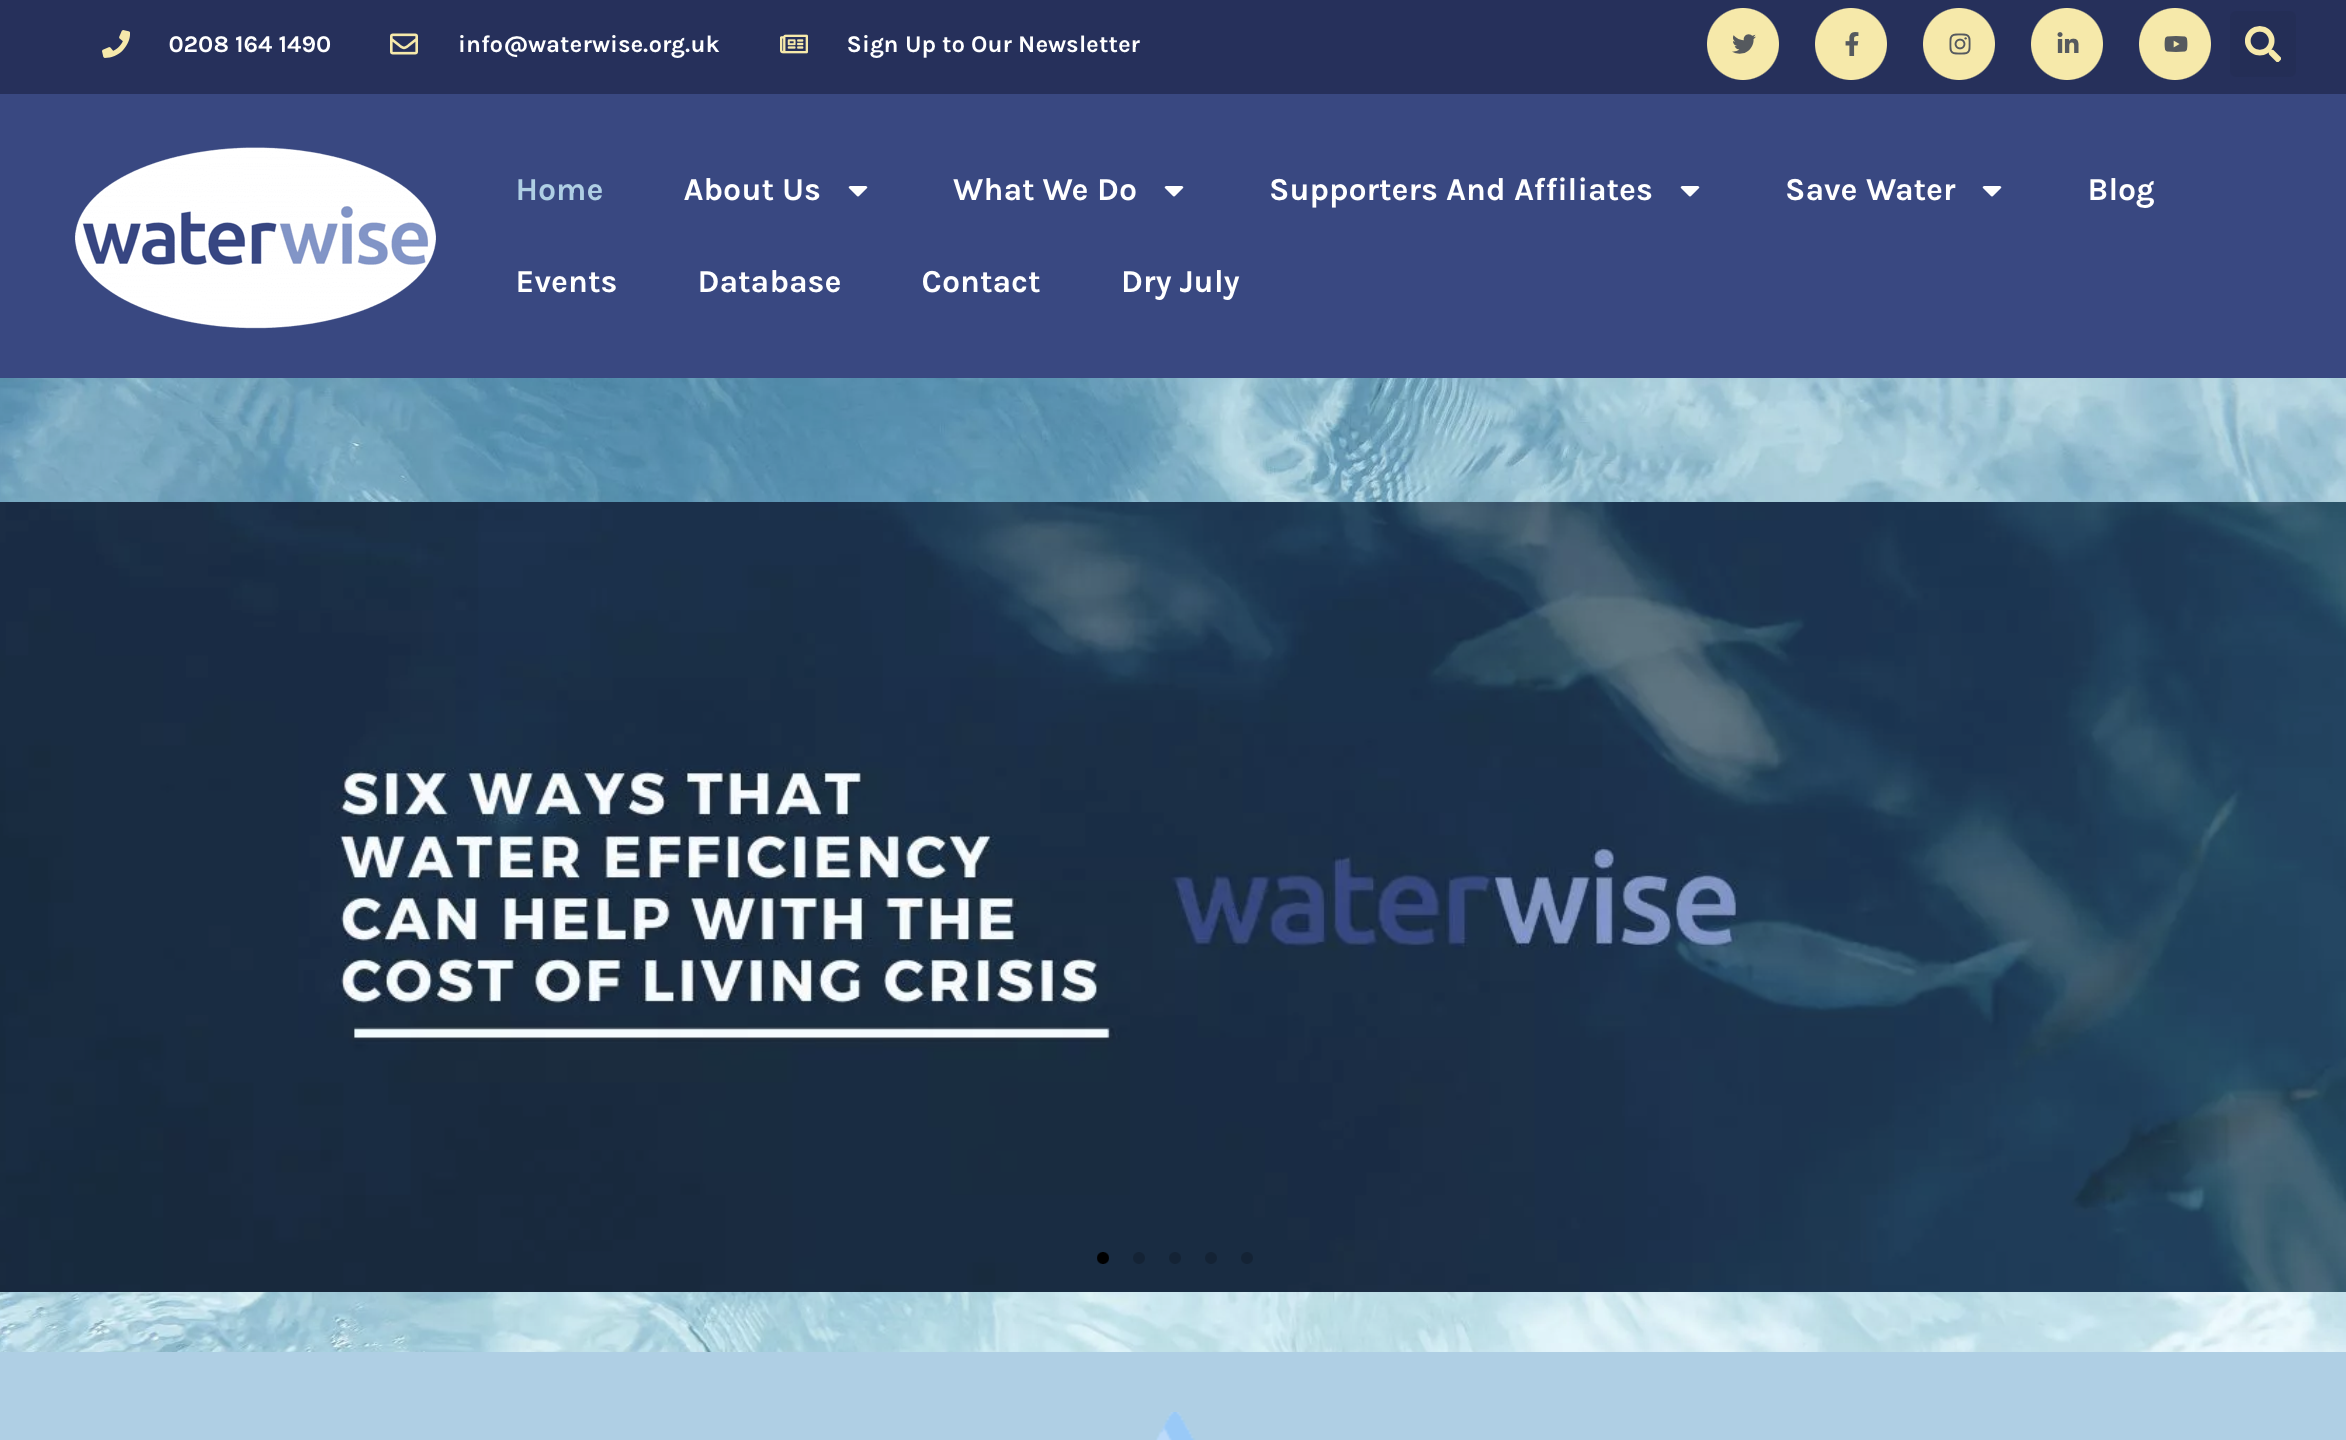 0208 164 1490 info@waterwise.org.uk Sign Up to Our Newsletter
waterwise
Home About Us What We Do Supporters And Affiliates Save Water Blog
Events Database Contact Dry July
SIX WAYS THAT
WATER EFFICIENCY
CAN HELP WITH THE
COST OF LIVING CRISIS
waterwise